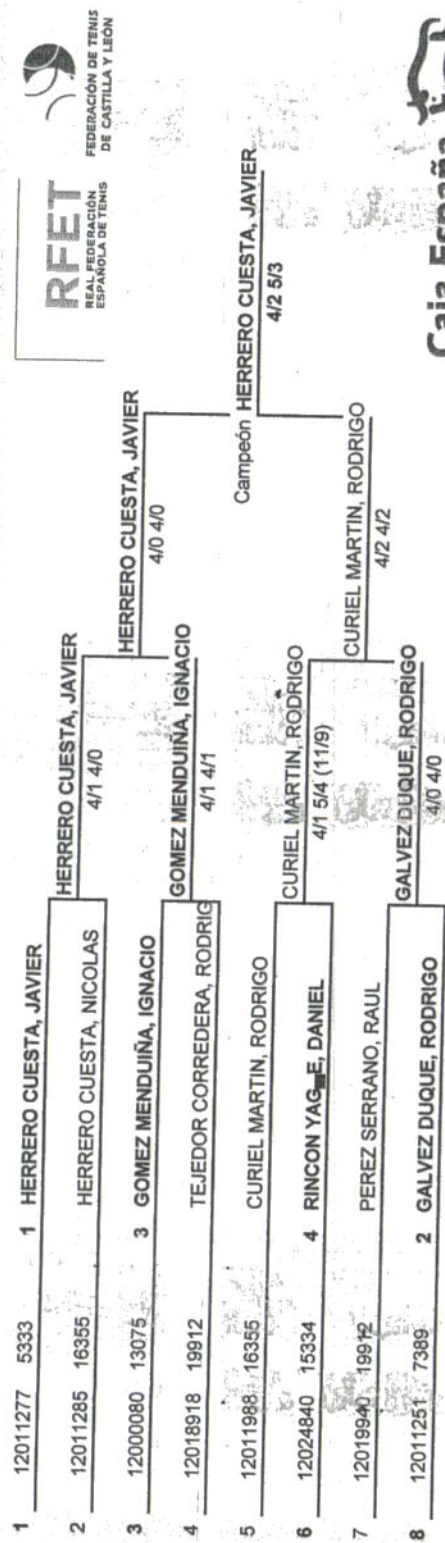 RFET
REAL FEDERACIÓN
ESPAÑOLA DE TENIS
FEDERACIÓN DE TENIS
DE CASTILLA Y LEÓN
1 12011277 5333 1 HERRERO CUESTA, JAVIER
2 12011285 16355 HERRERO CUESTA, NICOLAS
3 12000080 13075 3 GOMEZ MENDUIÑA, IGNACIO
4 12018918 19912 TEJEDOR CORREDERA, RODRIG
5 12011988 16355 CURIEL MARTIN, RODRIGO
6 12024840 15334 4 RINCON YAG E, DANIEL
7 12019940 19912 PEREZ SERRANO, RAUL
8 12011251 7389 2 GALVEZ DUQUE, RODRIGO
HERRERO CUESTA, JAVIER
4/1 4/0
GOMEZ MENDUIÑA, IGNACIO
4/1 4/1
CURIEL MARTIN, RODRIGO
4/1 5/4 (11/9)
GALVEZ DUQUE, RODRIGO
4/0 4/0
HERRERO CUESTA, JAVIER
4/0 4/0
CURIEL MARTIN, RODRIGO
4/2 4/2
Campeón HERRERO CUESTA, JAVIER
4/2 5/3
Caja España